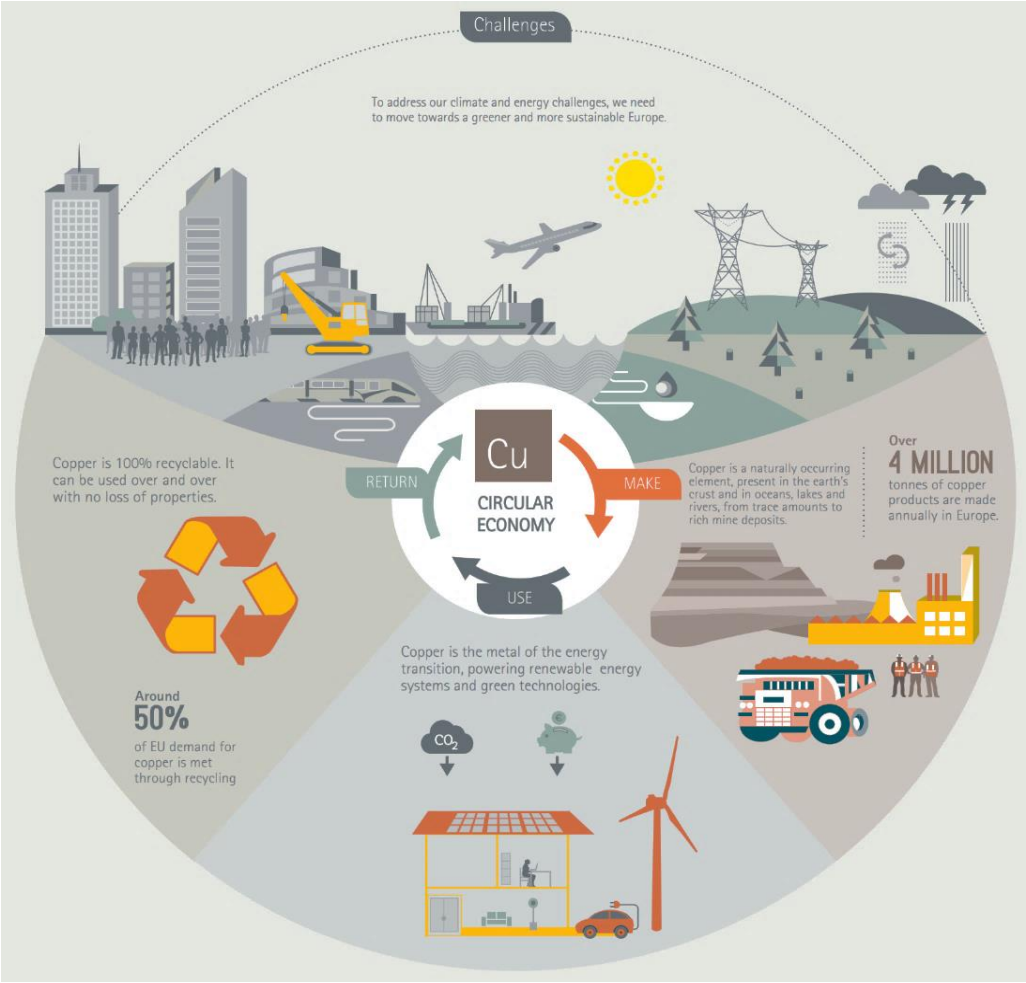 Challenges
To address our climate and energy challenges, we need
to move towards a greener and more sustainable Europe.
Cu
CIRCULAR
ECONOMY
MAKE
Copper is a naturally occurring
element, present in the earth's
crust and in oceans, lakes and
rivers, from trace amounts to
rich mine deposits.
Over
4 MILLION
tonnes of copper
products are made
annually in Europe.
USE
Copper is the metal of the energy
transition, powering renewable energy
systems and green technologies.
CO2
€
RETURN
Copper is 100% recyclable. It
can be used over and over
with no loss of properties.
Around
50%
of EU demand for
copper is met
through recycling